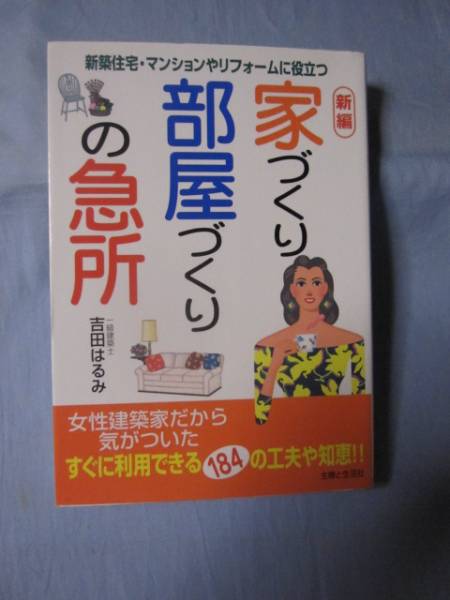 新築住宅・マンションやリフォームに役立つ
新編
家づくり
部屋づくり
の急所
一級建築士
吉田はるみ
女性建築家だから
気がついた
すぐに利用できる184の工夫や知恵!!
主婦と生活社